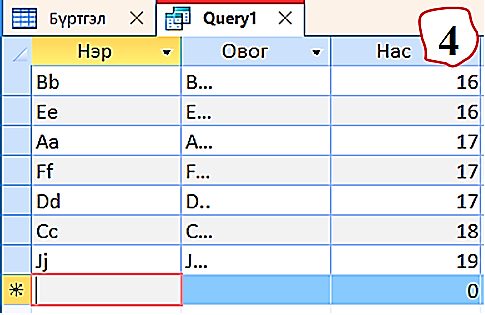 Бүртгэл Query1
4
Нэр Овог Нас
Bb B... 16
Ee E... 16
Aa A... 17
Ff F... 17
Dd D.. 17
Cc C... 18
Jj J... 19
0